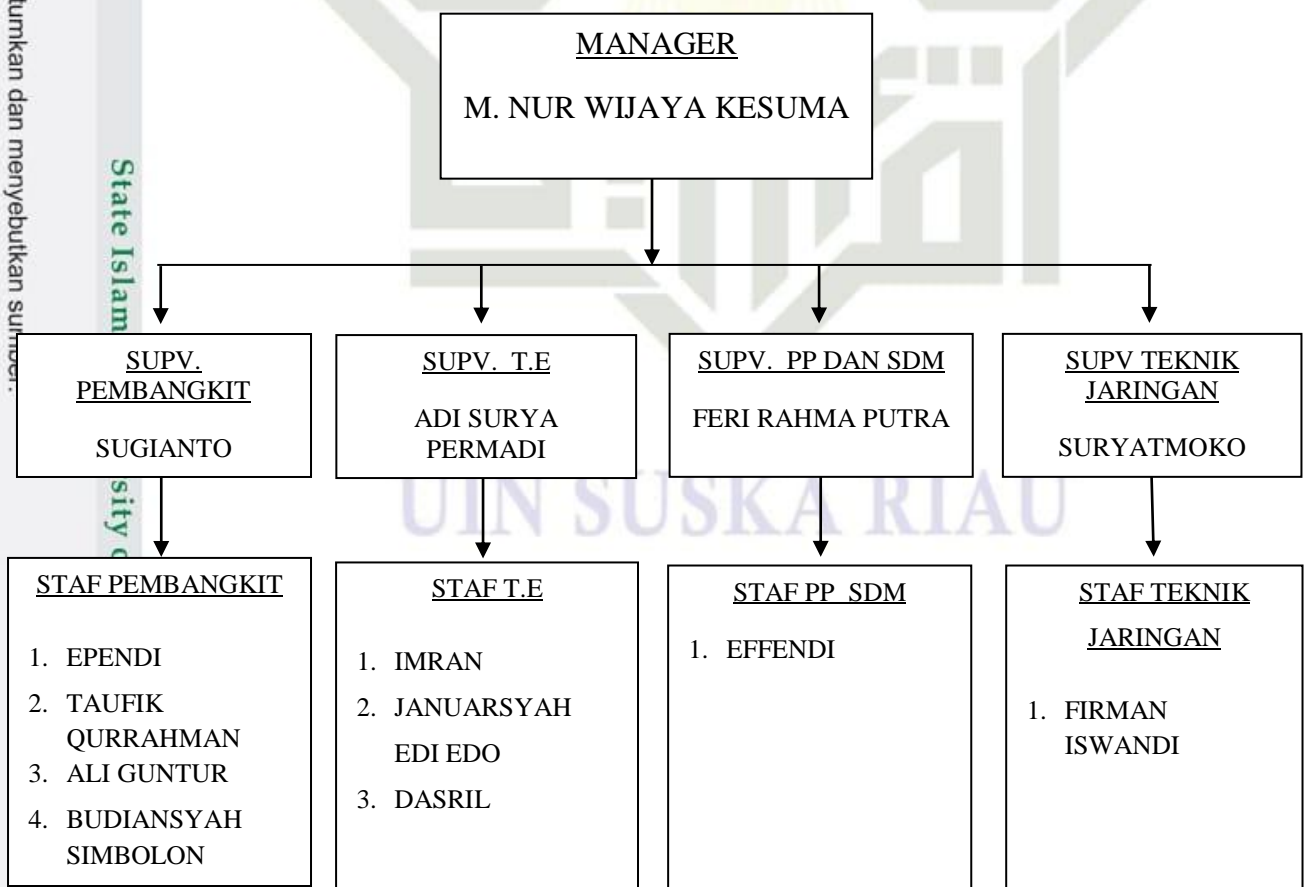 MANAGER
M. NUR WIJAYA KESUMA
SUPV.
PEMBANGKIT
SUGIANTO
SUPV. T.E
ADI SURYA
PERMADI
SUPV. PP DAN SDM
FERI RAHMA PUTRA
SUPV TEKNIK
JARINGAN
SURYATMOKO
STAF PEMBANGKIT
1. EPENDI
2. TAUFIK
QURRAHMAN
3. ALI GUNTUR
4. BUDIANSYAH
SIMBOLON
STAF T.E
1. IMRAN
2. JANUARSYAH
EDI EDO
3. DASRIL
STAF PP SDM
1. EFFENDI
STAF TEKNIK
JARINGAN
1. FIRMAN
ISWANDI
UIN SUSKA RIAU
dan menyebutkan sumber.
State Islam